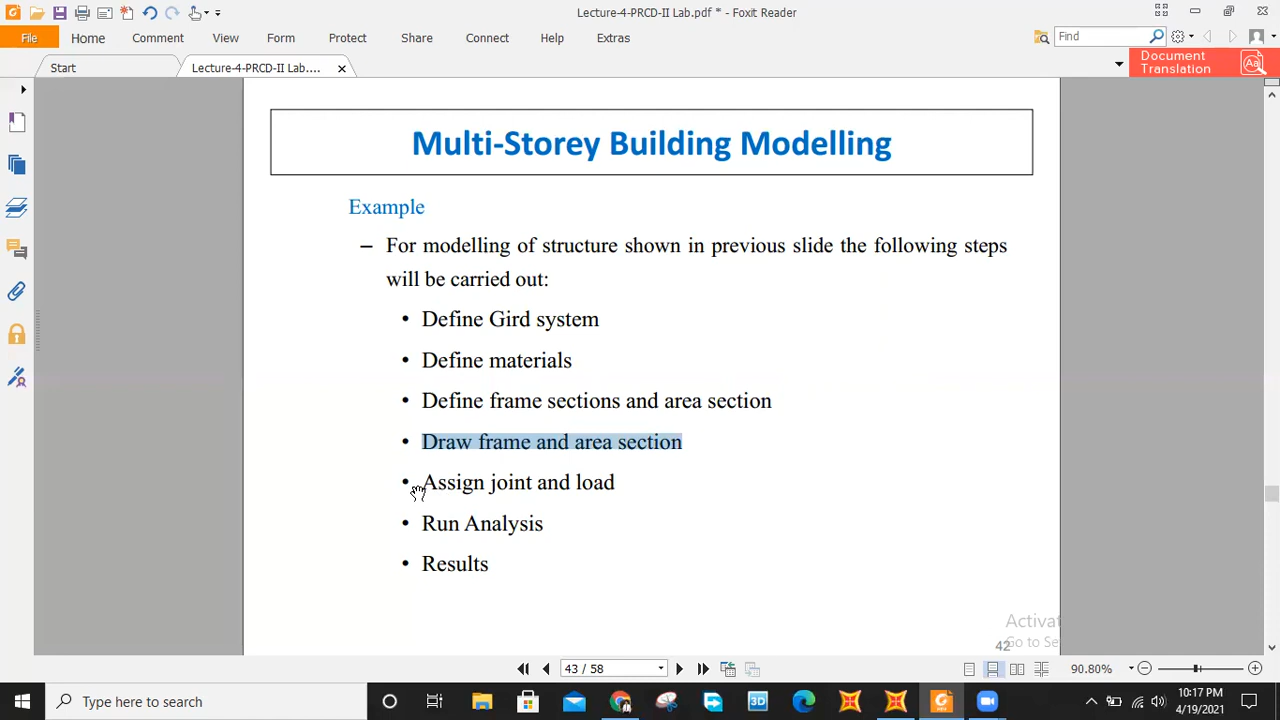 Lecture-4-PRCD-II Lab.pdf * - Foxit Reader
File Home Comment View Form Protect Share Connect Help Extras Find
Start Lecture-4-PRCD-II Lab....
Document
Translation
Multi-Storey Building Modelling
Example
– For modelling of structure shown in previous slide the following steps
will be carried out:
• Define Gird system
• Define materials
• Define frame sections and area section
• Draw frame and area section
• Assign joint and load
• Run Analysis
• Results
Activat
Go to Se
42
43 / 58 90.80%
Type here to search
10:17 PM
4/19/2021